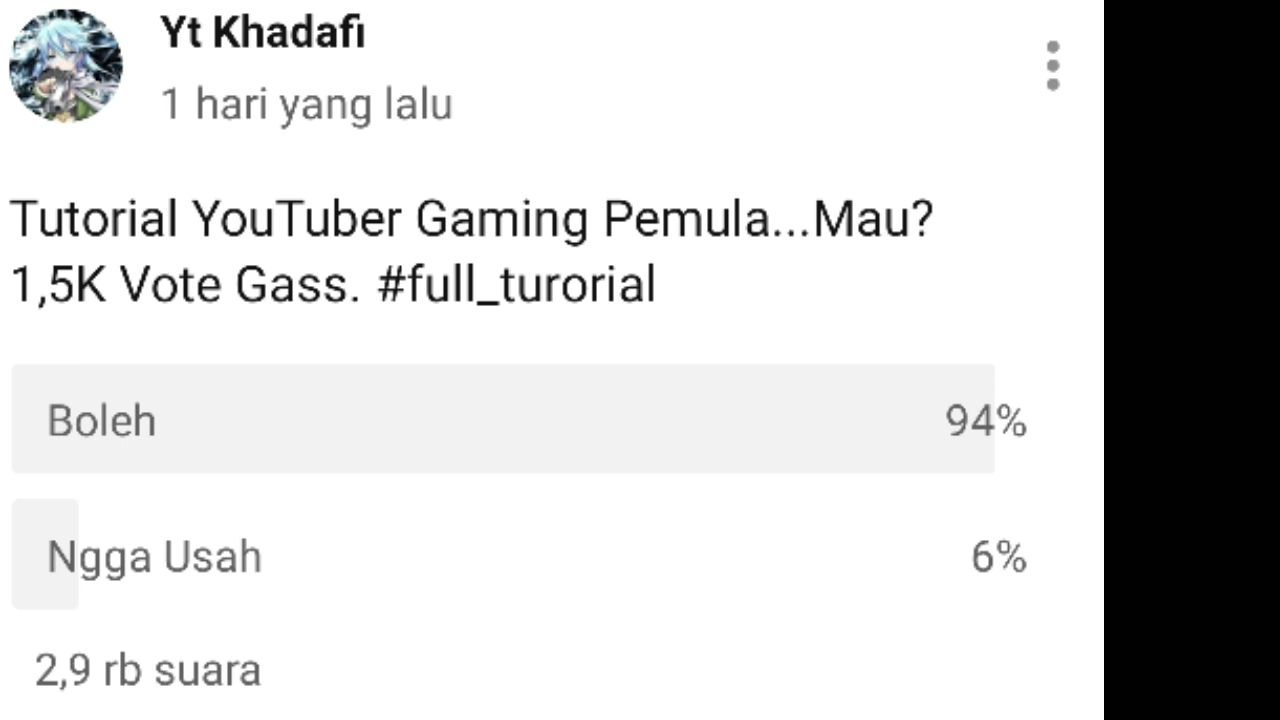 Yt Khadafi
1 hari yang lalu
Tutorial YouTuber Gaming Pemula...Mau?
1,5K Vote Gass. #full_turorial
Boleh 94%
Ngga Usah 6%
2,9 rb suara